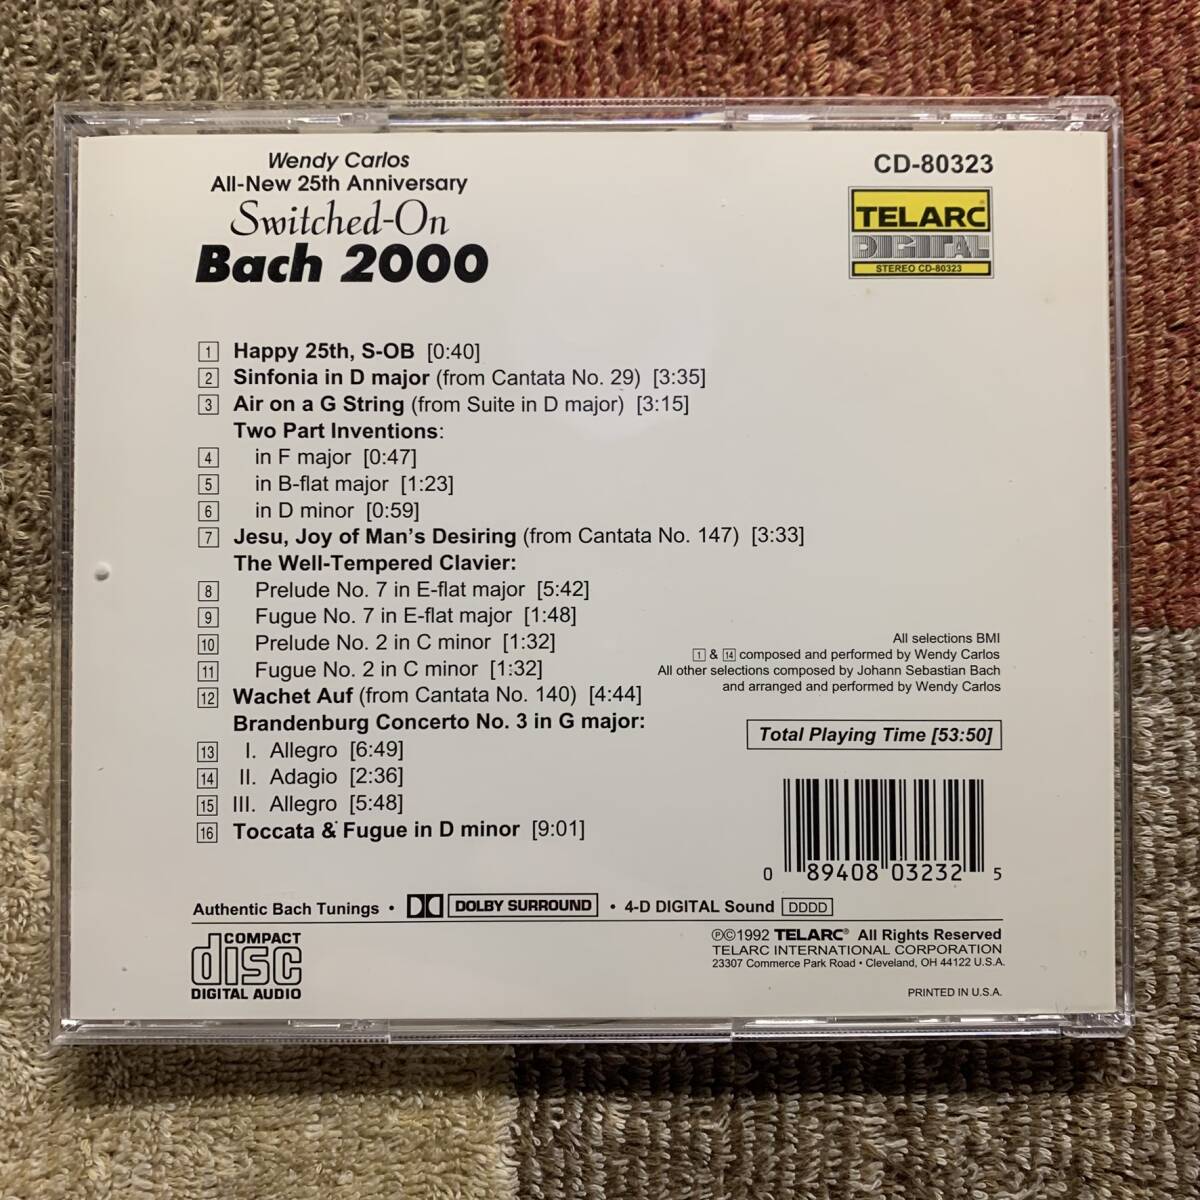 Wendy Carlos
All-New 25th Anniversary
Switched-On
Bach 2000
CD-80323
TELARC®
DIGITAL
STEREO CD-80323
1 Happy 25th, S-OB [0:40]
2 Sinfonia in D major (from Cantata No. 29) [3:35]
3 Air on a G String (from Suite in D major) [3:15]
Two Part Inventions:
4 in F major [0:47]
5 in B-flat major [1:23]
6 in D minor [0:59]
7 Jesu, Joy of Man's Desiring (from Cantata No. 147) [3:33]
The Well-Tempered Clavier:
8 Prelude No. 7 in E-flat major [5:42]
9 Fugue No. 7 in E-flat major [1:48]
10 Prelude No. 2 in C minor [1:32]
11 Fugue No. 2 in C minor [1:32]
12 Wachet Auf (from Cantata No. 140) [4:44]
Brandenburg Concerto No. 3 in G major:
13 I. Allegro [6:49]
14 II. Adagio [2:36]
15 III. Allegro [5:48]
16 Toccata & Fugue in D minor [9:01]
All selections BMI
1 & 14 composed and performed by Wendy Carlos
All other selections composed by Johann Sebastian Bach
and arranged and performed by Wendy Carlos
Total Playing Time [53:50]
0 89408 03232 5
Authentic Bach Tunings • DOLBY SURROUND • 4-D DIGITAL Sound DDDD
COMPACT
disc
DIGITAL AUDIO
℗©1992 TELARC® All Rights Reserved
TELARC INTERNATIONAL CORPORATION
23307 Commerce Park Road • Cleveland, OH 44122 U.S.A.
PRINTED IN U.S.A.